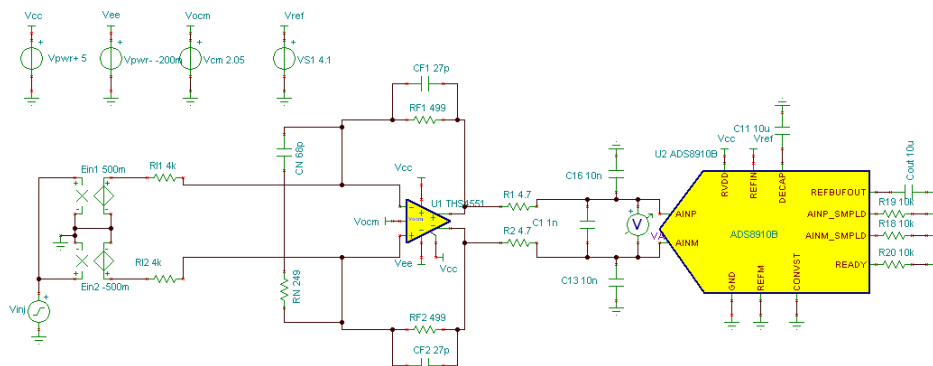 Vcc
Vee
Vocm
Vref
Vpwr+ 5
Vpwr- -200m
Vcm 2.05
VS1 4.1
CF1 27p
RF1 499
CN 68p
RN 249
Ein1 500m
RI1 4k
Vcc
U1 THS4551
Vocm
Vocm
Vee
Vcc
RI2 4k
Ein2 -500m
Vinj
RF2 499
CF2 27p
R1 4.7
R2 4.7
C16 10n
C1 1n
C13 10n
V
Vcc
Vref
C11 10u
U2 ADS8910B
RVDD
REFIN
DECAP
AINP
AINM
ADS8910B
REFBUFOUT
AINP_SMPLD
AINM_SMPLD
READY
GND
REFM
CONVST
Cout 10u
R19 10k
R18 10k
R20 10k